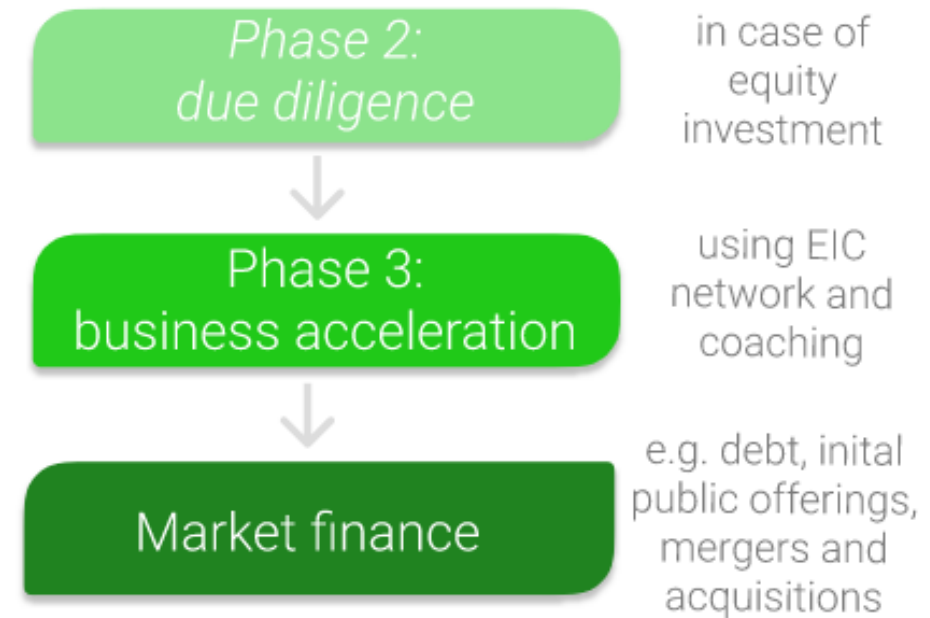 Phase 2:
due diligence
in case of
equity
investment
Phase 3:
business acceleration
using EIC
network and
coaching
Market finance
e.g. debt, inital
public offerings,
mergers and
acquisitions